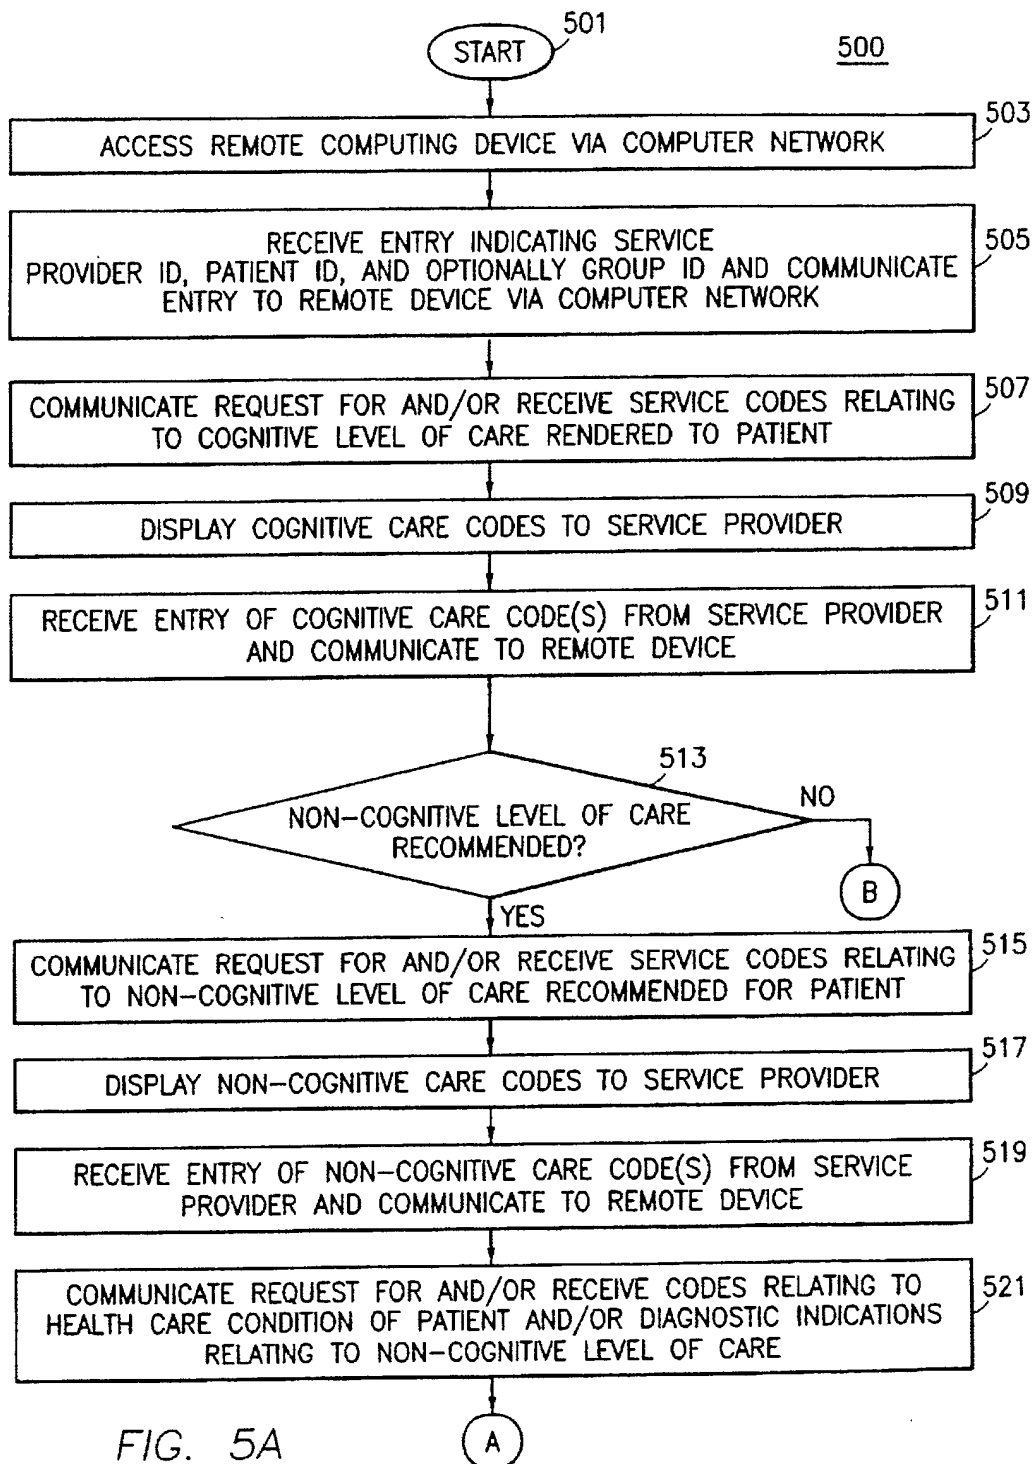 START
501
500
503
ACCESS REMOTE COMPUTING DEVICE VIA COMPUTER NETWORK
505
RECEIVE ENTRY INDICATING SERVICE
PROVIDER ID, PATIENT ID, AND OPTIONALLY GROUP ID AND COMMUNICATE
ENTRY TO REMOTE DEVICE VIA COMPUTER NETWORK
507
COMMUNICATE REQUEST FOR AND/OR RECEIVE SERVICE CODES RELATING
TO COGNITIVE LEVEL OF CARE RENDERED TO PATIENT
509
DISPLAY COGNITIVE CARE CODES TO SERVICE PROVIDER
511
RECEIVE ENTRY OF COGNITIVE CARE CODE(S) FROM SERVICE PROVIDER
AND COMMUNICATE TO REMOTE DEVICE
513
NON-COGNITIVE LEVEL OF CARE
RECOMMENDED?
NO
B
YES
515
COMMUNICATE REQUEST FOR AND/OR RECEIVE SERVICE CODES RELATING
TO NON-COGNITIVE LEVEL OF CARE RECOMMENDED FOR PATIENT
517
DISPLAY NON-COGNITIVE CARE CODES TO SERVICE PROVIDER
519
RECEIVE ENTRY OF NON-COGNITIVE CARE CODE(S) FROM SERVICE
PROVIDER AND COMMUNICATE TO REMOTE DEVICE
521
COMMUNICATE REQUEST FOR AND/OR RECEIVE CODES RELATING TO
HEALTH CARE CONDITION OF PATIENT AND/OR DIAGNOSTIC INDICATIONS
RELATING TO NON-COGNITIVE LEVEL OF CARE
A
FIG. 5A